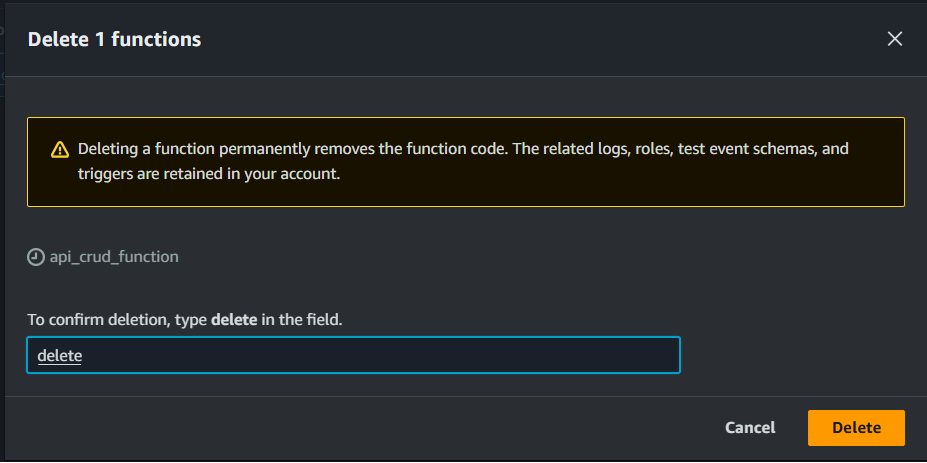 Delete 1 functions
Deleting a function permanently removes the function code. The related logs, roles, test event schemas, and
triggers are retained in your account.
api_crud_function
To confirm deletion, type delete in the field.
delete
Cancel
Delete